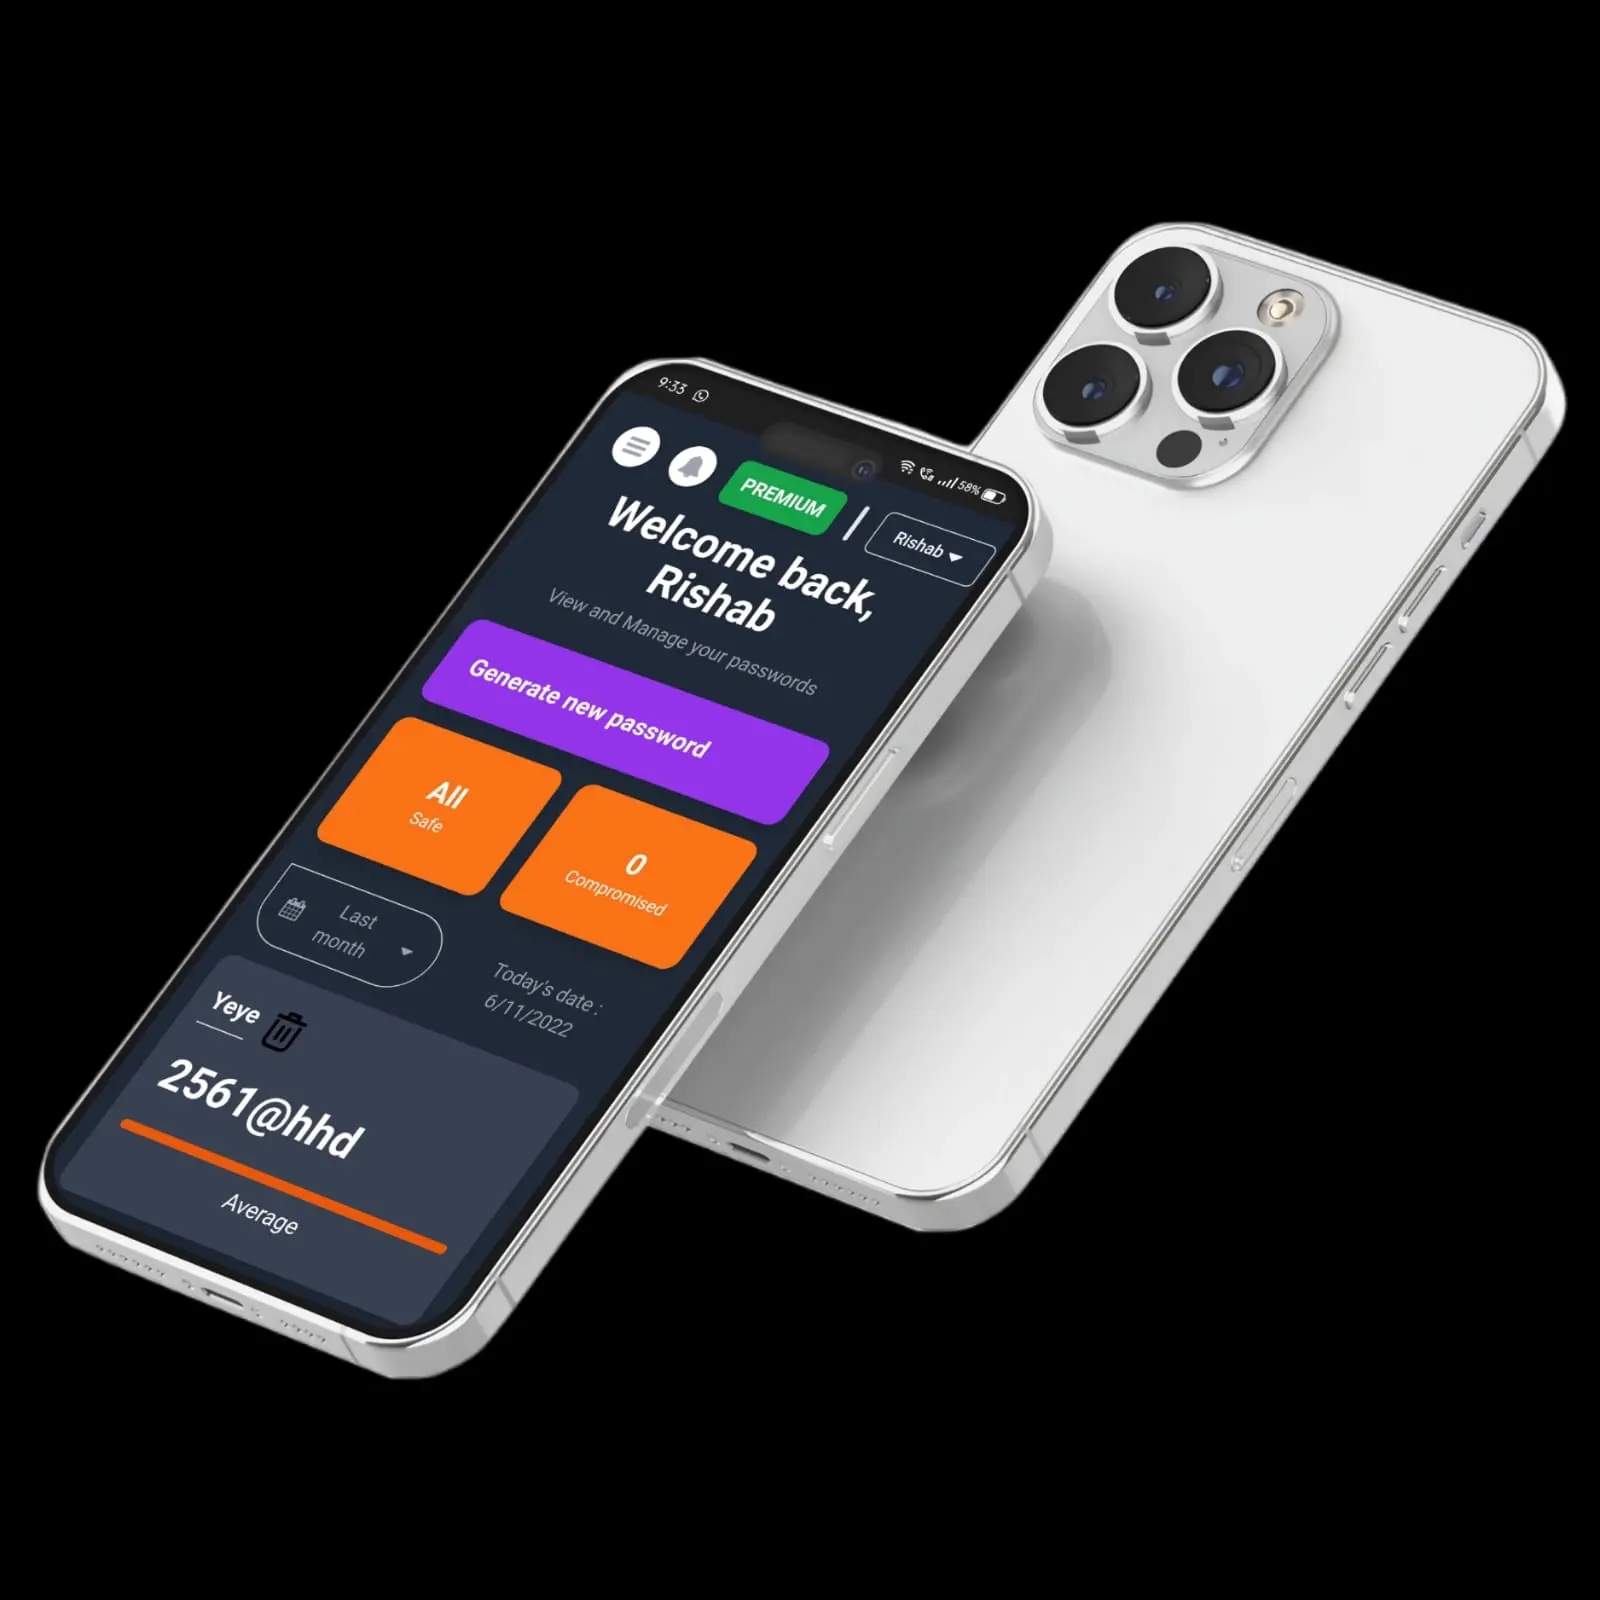 9:33
58%
PREMIUM
Rishab
Welcome back,
Rishab
View and Manage your passwords
Generate new password
All
Safe
0
Compromised
Last
month
Today's date :
6/11/2022
Yeye
2561@hhd
Average